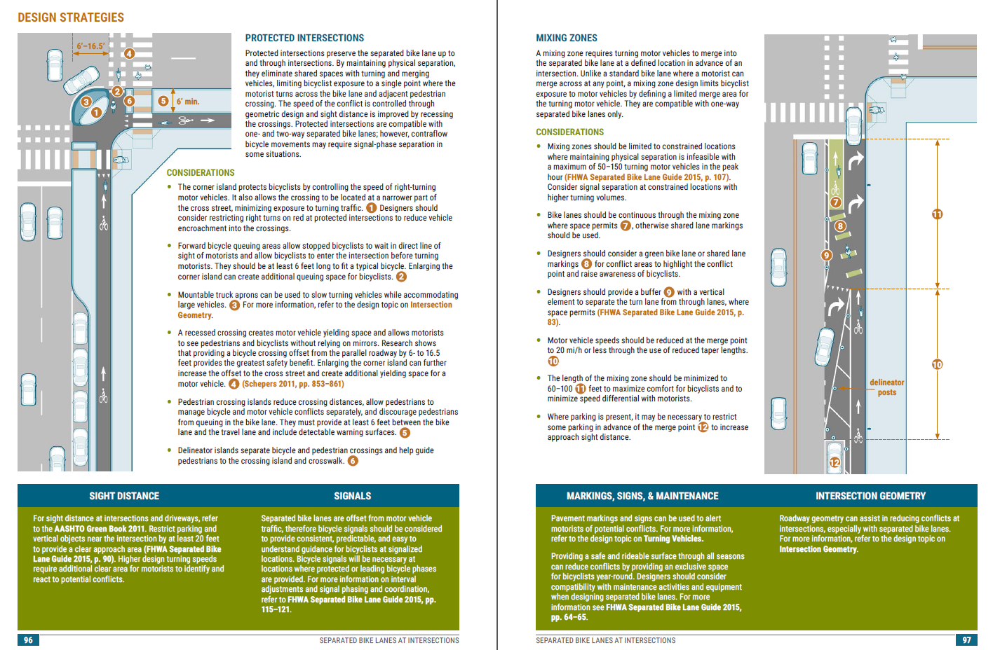 DESIGN STRATEGIES
6’–16.5’
4
2
3
1
6
5
6’ min.
PROTECTED INTERSECTIONS
Protected intersections preserve the separated bike lane up to
and through intersections. By maintaining physical separation,
they eliminate shared spaces with turning and merging
vehicles, limiting bicyclist exposure to a single point where the
motorist turns across the bike lane and adjacent pedestrian
crossing. The speed of the conflict is controlled through
geometric design and sight distance is improved by recessing
the crossings. Protected intersections are compatible with
one- and two-way separated bike lanes; however, contraflow
bicycle movements may require signal-phase separation in
some situations.
CONSIDERATIONS
• The corner island protects bicyclists by controlling the speed of right-turning
motor vehicles. It also allows the crossing to be located at a narrower part of
the cross street, minimizing exposure to turning traffic. 1 Designers should
consider restricting right turns on red at protected intersections to reduce vehicle
encroachment into the crossings.
• Forward bicycle queuing areas allow stopped bicyclists to wait in direct line of
sight of motorists and allow bicyclists to enter the intersection before turning
motorists. They should be at least 6 feet long to fit a typical bicycle. Enlarging the
corner island can create additional queuing space for bicyclists. 2
• Mountable truck aprons can be used to slow turning vehicles while accommodating
large vehicles. 3 For more information, refer to the design topic on Intersection
Geometry.
• A recessed crossing creates motor vehicle yielding space and allows motorists
to see pedestrians and bicyclists without relying on mirrors. Research shows
that providing a bicycle crossing offset from the parallel roadway by 6- to 16.5
feet provides the greatest safety benefit. Enlarging the corner island can further
increase the offset to the cross street and create additional yielding space for a
motor vehicle. 4 (Schepers 2011, pp. 853–861)
• Pedestrian crossing islands reduce crossing distances, allow pedestrians to
manage bicycle and motor vehicle conflicts separately, and discourage pedestrians
from queuing in the bike lane. They must provide at least 6 feet between the bike
lane and the travel lane and include detectable warning surfaces. 5
• Delineator islands separate bicycle and pedestrian crossings and help guide
pedestrians to the crossing island and crosswalk. 6
SIGHT DISTANCE
For sight distance at intersections and driveways, refer
to the AASHTO Green Book 2011. Restrict parking and
vertical objects near the intersection by at least 20 feet
to provide a clear approach area (FHWA Separated Bike
Lane Guide 2015, p. 90). Higher design turning speeds
require additional clear area for motorists to identify and
react to potential conflicts.
SIGNALS
Separated bike lanes are offset from motor vehicle
traffic, therefore bicycle signals should be considered
to provide consistent, predictable, and easy to
understand guidance for bicyclists at signalized
locations. Bicycle signals will be necessary at
locations where protected or leading bicycle phases
are provided. For more information on interval
adjustments and signal phasing and coordination,
refer to FHWA Separated Bike Lane Guide 2015, pp.
115–121.
96
SEPARATED BIKE LANES AT INTERSECTIONS
MIXING ZONES
A mixing zone requires turning motor vehicles to merge into
the separated bike lane at a defined location in advance of an
intersection. Unlike a standard bike lane where a motorist can
merge across at any point, a mixing zone design limits bicyclist
exposure to motor vehicles by defining a limited merge area for
the turning motor vehicle. They are compatible with one-way
separated bike lanes only.
CONSIDERATIONS
• Mixing zones should be limited to constrained locations
where maintaining physical separation is infeasible with
a maximum of 50–150 turning motor vehicles in the peak
hour (FHWA Separated Bike Lane Guide 2015, p. 107).
Consider signal separation at constrained locations with
higher turning volumes.
• Bike lanes should be continuous through the mixing zone
where space permits 7, otherwise shared lane markings
should be used.
• Designers should consider a green bike lane or shared lane
markings 8 for conflict areas to highlight the conflict
point and raise awareness of bicyclists.
• Designers should provide a buffer 9 with a vertical
element to separate the turn lane from through lanes, where
space permits (FHWA Separated Bike Lane Guide 2015, p.
83).
• Motor vehicle speeds should be reduced at the merge point
to 20 mi/h or less through the use of reduced taper lengths.
10
• The length of the mixing zone should be minimized to
60–100 11 feet to maximize comfort for bicyclists and to
minimize speed differential with motorists.
• Where parking is present, it may be necessary to restrict
some parking in advance of the merge point 12 to increase
approach sight distance.
7
11
8
9
10
delineator
posts
12
MARKINGS, SIGNS, & MAINTENANCE
Pavement markings and signs can be used to alert
motorists of potential conflicts. For more information,
refer to the design topic on Turning Vehicles.
Providing a safe and rideable surface through all seasons
can reduce conflicts by providing an exclusive space
for bicyclists year-round. Designers should consider
compatibility with maintenance activities and equipment
when designing separated bike lanes. For more
information see FHWA Separated Bike Lane Guide 2015,
pp. 64–65.
INTERSECTION GEOMETRY
Roadway geometry can assist in reducing conflicts at
intersections, especially with separated bike lanes.
For more information, refer to the design topic on
Intersection Geometry.
SEPARATED BIKE LANES AT INTERSECTIONS
97